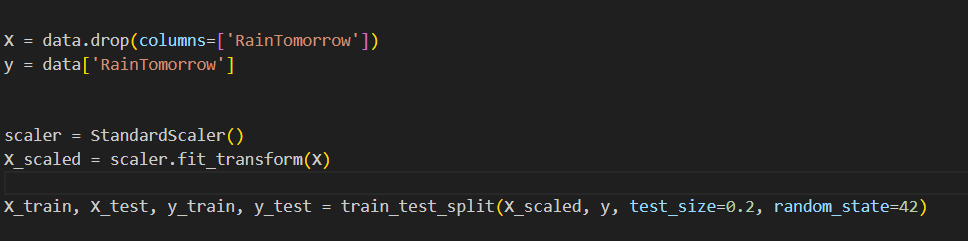 X = data.drop(columns=['RainTomorrow'])
y = data['RainTomorrow']
scaler = StandardScaler()
X_scaled = scaler.fit_transform(X)
X_train, X_test, y_train, y_test = train_test_split(X_scaled, y, test_size=0.2, random_state=42)